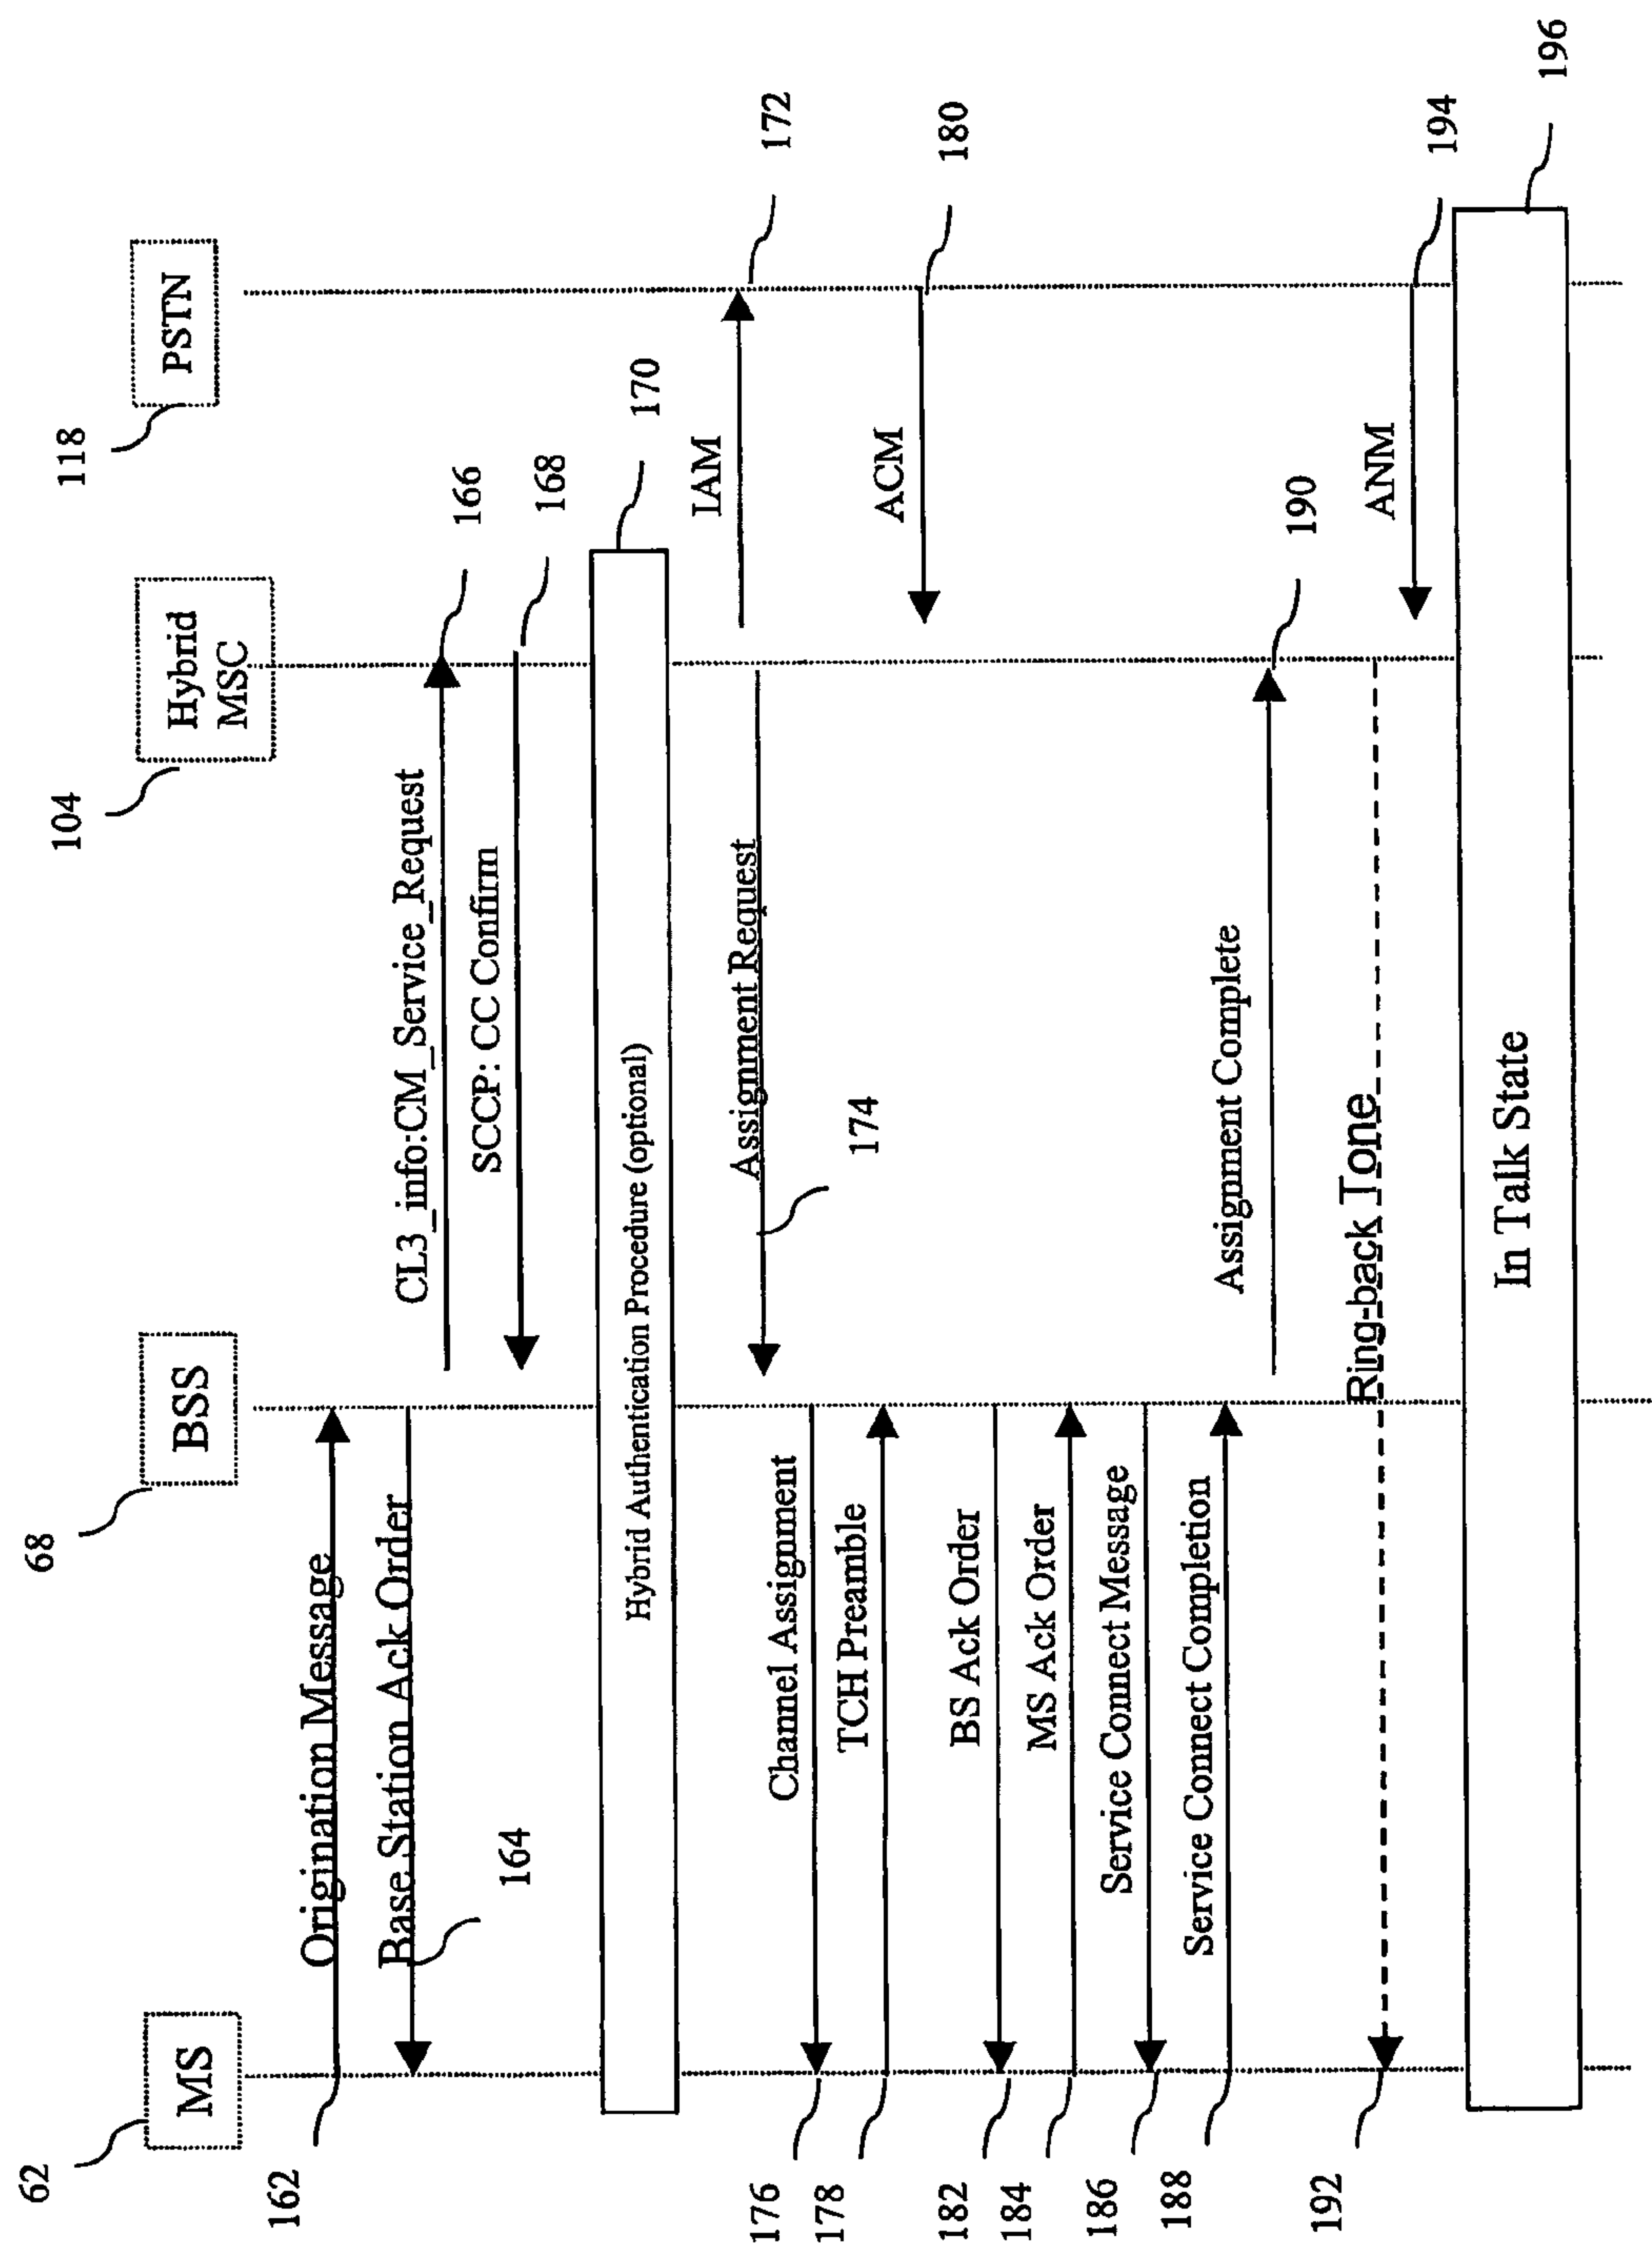 62
MS
68
BSS
104
Hybrid
MSC
118
PSTN
162
Origination Message
Base Station Ack Order
164
CL3_info:CM_Service_Request
166
SCCP: CC Confirm
168
Hybrid Authentication Procedure (optional)
170
IAM
172
Assignment Request
174
176
Channel Assignment
178
TCH Preamble
ACM
180
182
BS Ack Order
184
MS Ack Order
186
Service Connect Message
188
Service Connect Completion
Assignment Complete
190
192
Ring-back Tone
ANM
194
In Talk State
196